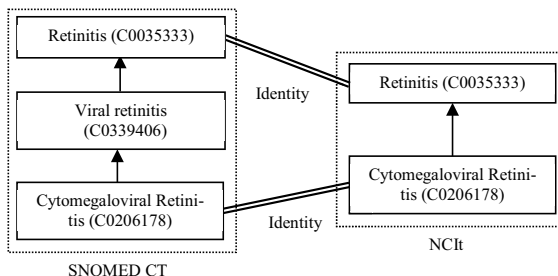 Retinitis (C0035333)
Viral retinitis
(C0339406)
Cytomegaloviral Retini-
tis (C0206178)
SNOMED CT
Identity
Identity
Retinitis (C0035333)
Cytomegaloviral Retini-
tis (C0206178)
NCIt